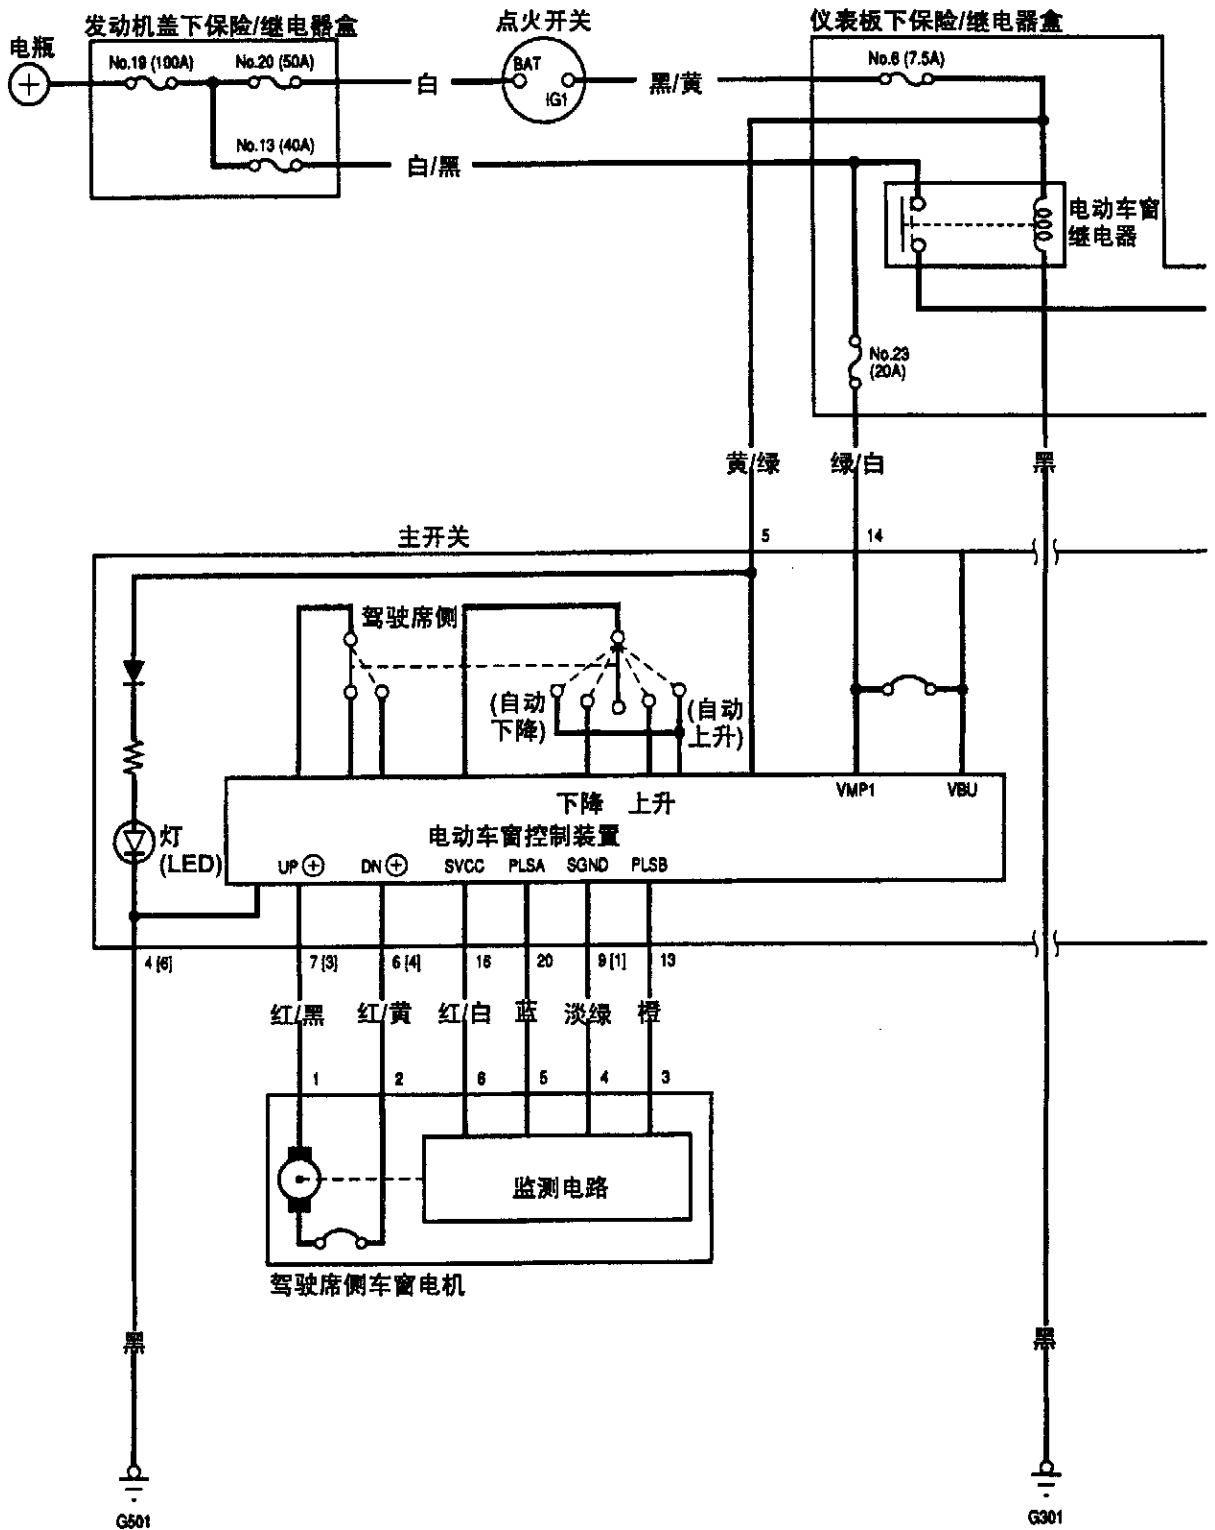 发动机盖下保险/继电器盒
点火开关
仪表板下保险/继电器盒
电瓶
No.19 (100A)
No.20 (50A)
BAT
IG1
No.6 (7.5A)
白
黑/黄
No.13 (40A)
白/黑
电动车窗
继电器
No.23
(20A)
黄/绿
绿/白
黑
主开关
5
14
驾驶席侧
(自动
下降)
(自动
上升)
VMP1
VBU
下降
上升
灯
(LED)
电动车窗控制装置
UP
DN
SVCC
PLSA
SGND
PLSB
4 [6]
7 [3]
6 [4]
16
20
9 [1]
13
红/黑
红/黄
红/白
蓝
淡绿
橙
1
2
6
5
4
3
监测电路
驾驶席侧车窗电机
黑
黑
G501
G301